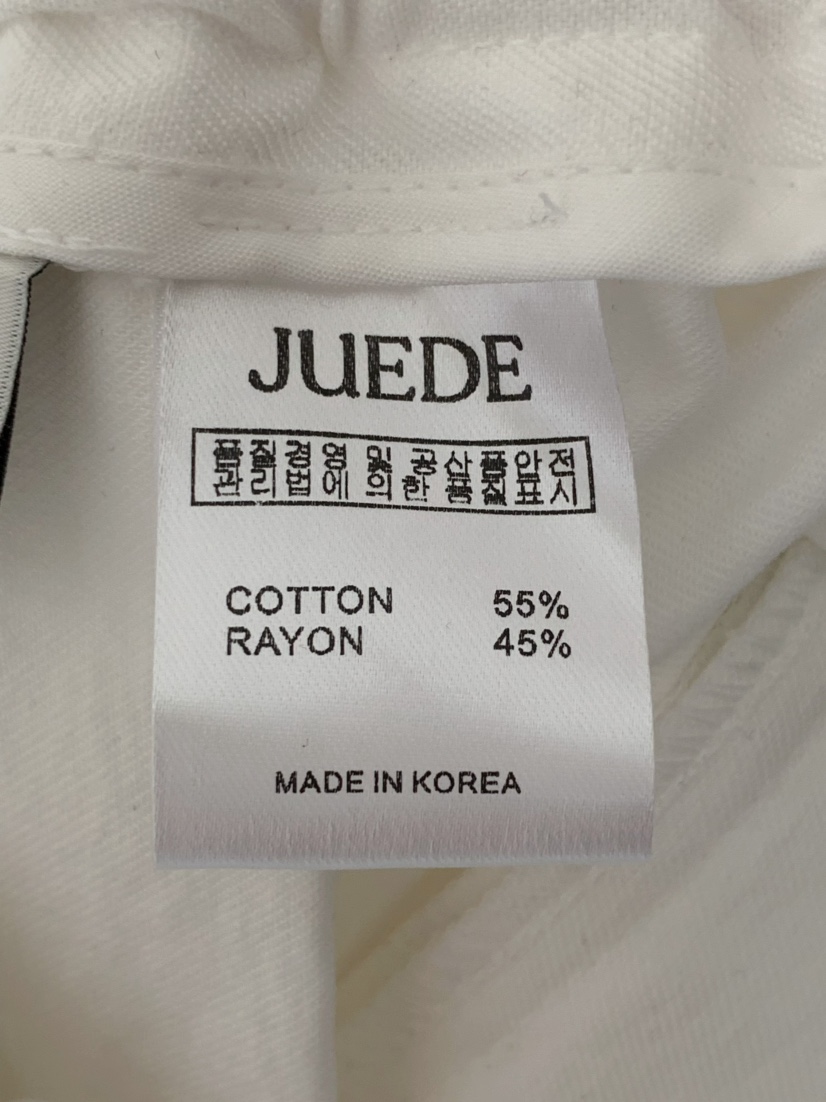 JUEDE
품질경영 및 공산품안전
관리법에 의한 품질표시
COTTON 55%
RAYON 45%
MADE IN KOREA